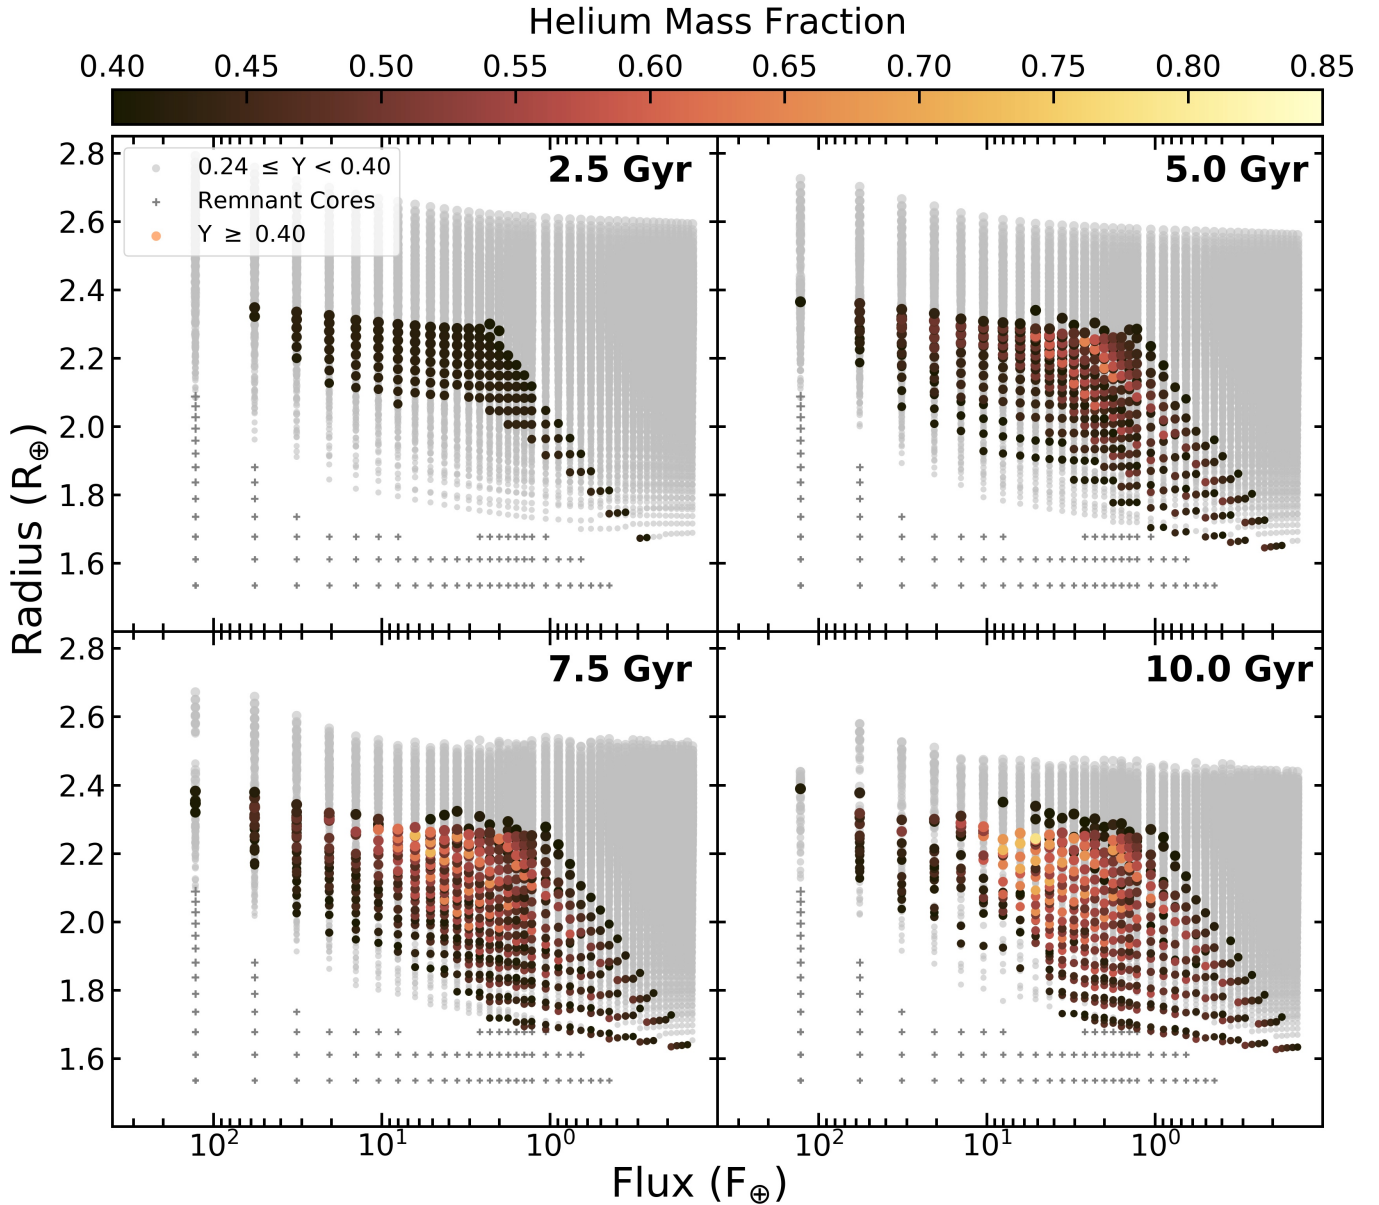 Helium Mass Fraction
0.40 0.45 0.50 0.55 0.60 0.65 0.70 0.75 0.80 0.85
0.24 ≤ Y < 0.40
Remnant Cores
Y ≥ 0.40
2.5 Gyr
5.0 Gyr
2.8
2.6
2.4
2.2
2.0
1.8
1.6
Radius (R⊕)
7.5 Gyr
10.0 Gyr
2.8
2.6
2.4
2.2
2.0
1.8
1.6
10² 10¹ 10⁰ 10² 10¹ 10⁰
Flux (F⊕)